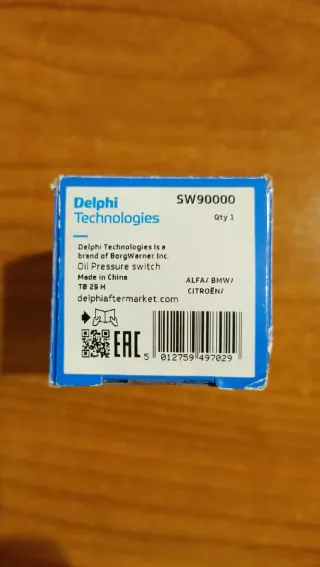 Delphi
Technologies
SW90000
Qty 1
Delphi Technologies is a
brand of BorgWarner Inc.
Oil Pressure switch
Made in China
TB 29 H
delphiaftermarket.com
ALFA/ BMW/
CITROËN/
EAC
5 012759 497029